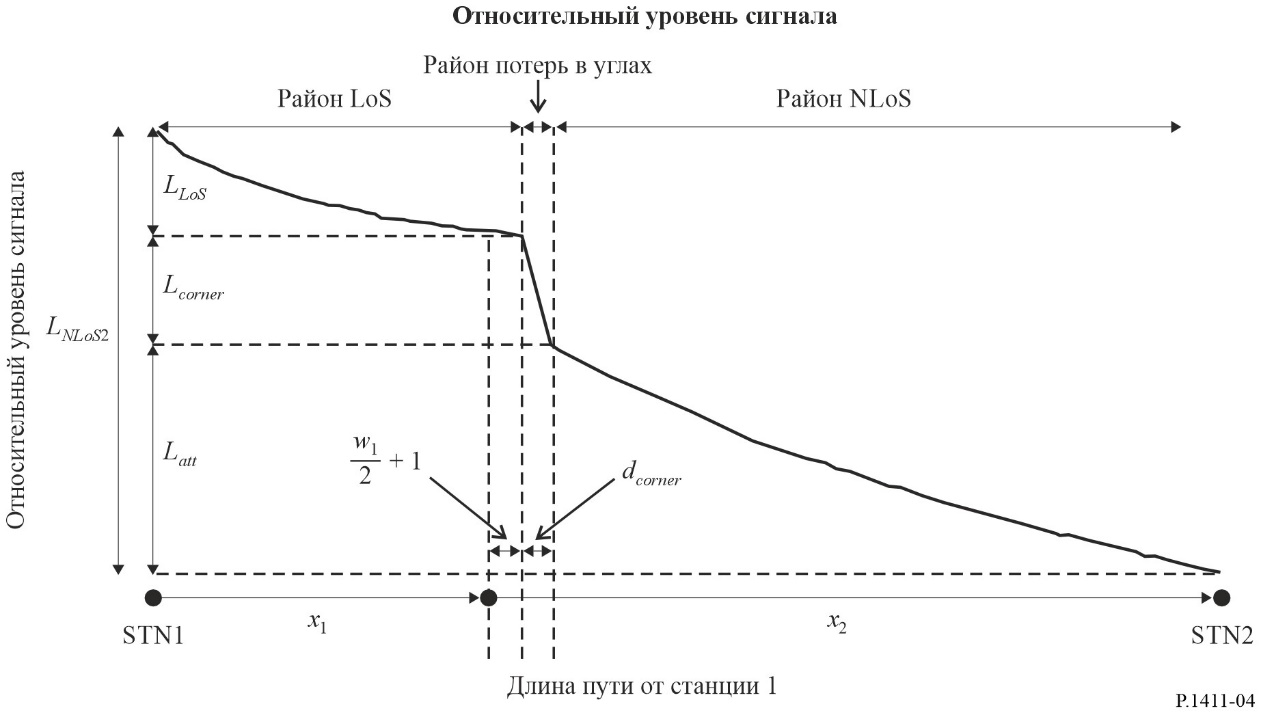 Относительный уровень сигнала
Район потерь в углах
Район LoS
Район NLoS
Относительный уровень сигнала
L_LoS
L_corner
L_NLoS2
L_att
w_1/2 + 1
d_corner
x_1
x_2
STN1
STN2
Длина пути от станции 1
P.1411-04